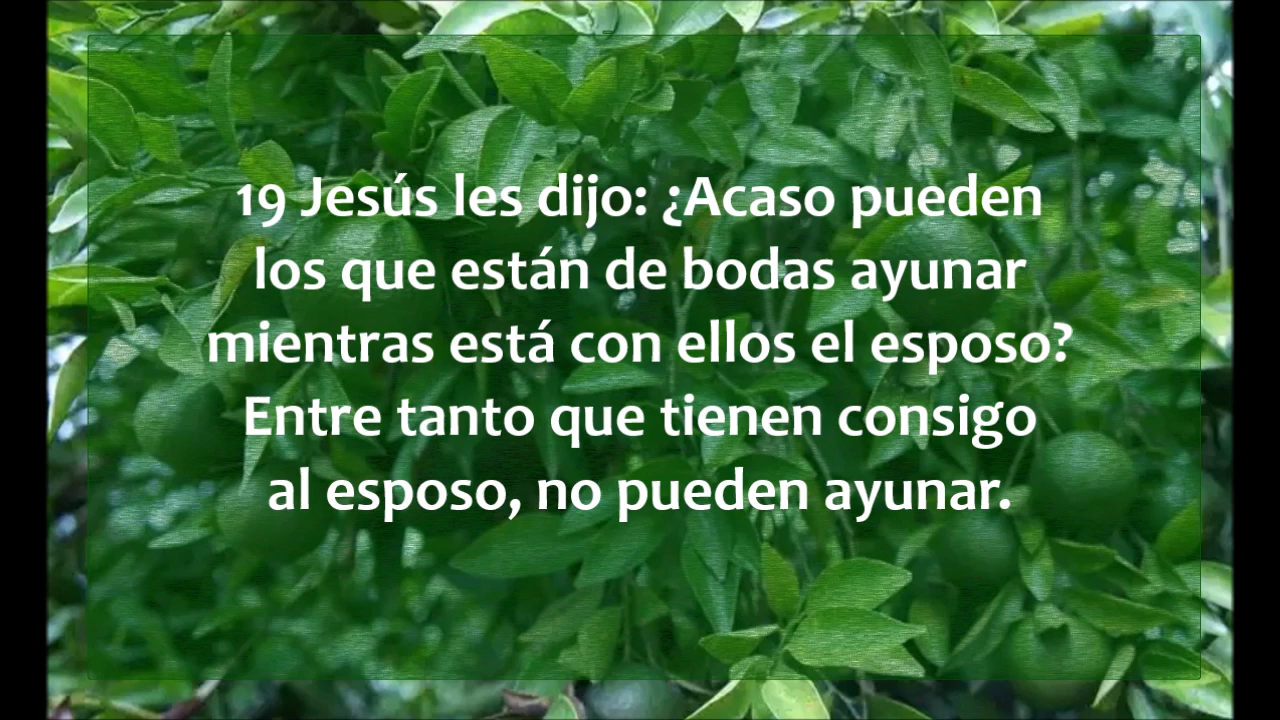 19 Jesús les dijo: ¿Acaso pueden
los que están de bodas ayunar
mientras está con ellos el esposo?
Entre tanto que tienen consigo
al esposo, no pueden ayunar.